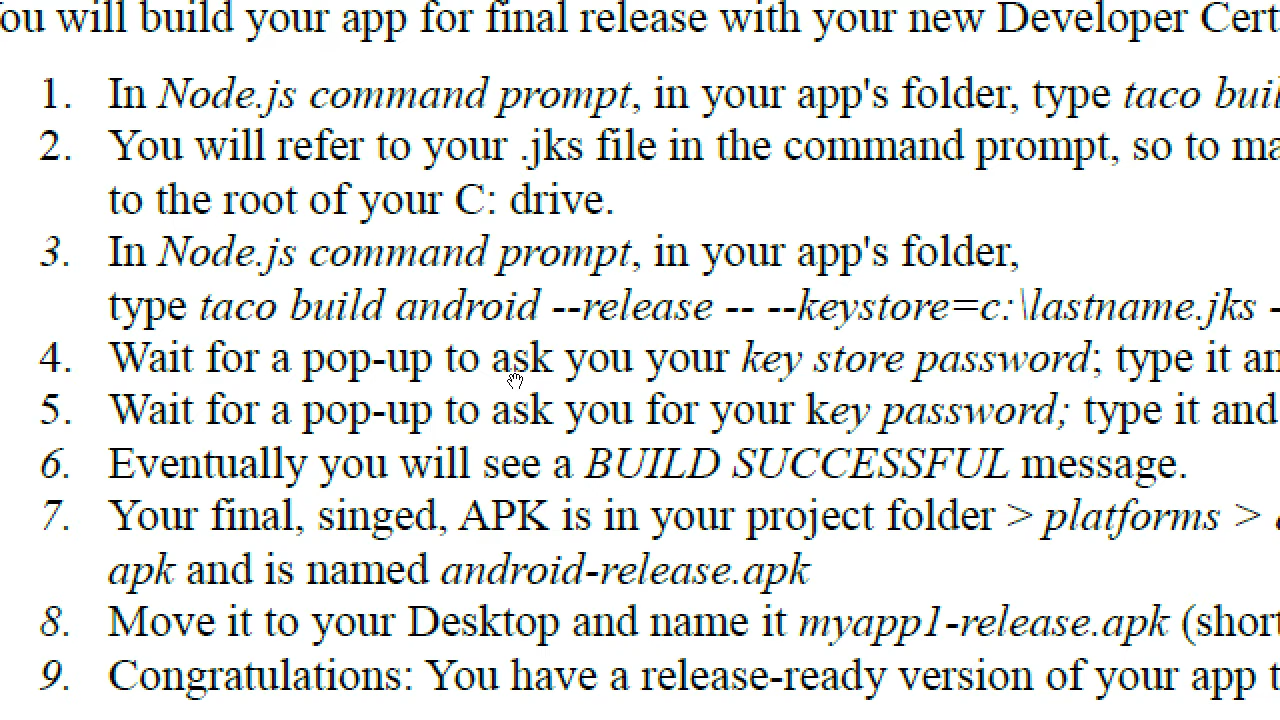 ou will build your app for final release with your new Developer Cert
1. In Node.js command prompt, in your app's folder, type taco buil
2. You will refer to your .jks file in the command prompt, so to ma
to the root of your C: drive.
3. In Node.js command prompt, in your app's folder,
type taco build android --release -- --keystore=c:\lastname.jks -
4. Wait for a pop-up to ask you your key store password; type it an
5. Wait for a pop-up to ask you for your key password; type it and
6. Eventually you will see a BUILD SUCCESSFUL message.
7. Your final, singed, APK is in your project folder > platforms >
apk and is named android-release.apk
8. Move it to your Desktop and name it myapp1-release.apk (short
9. Congratulations: You have a release-ready version of your app t